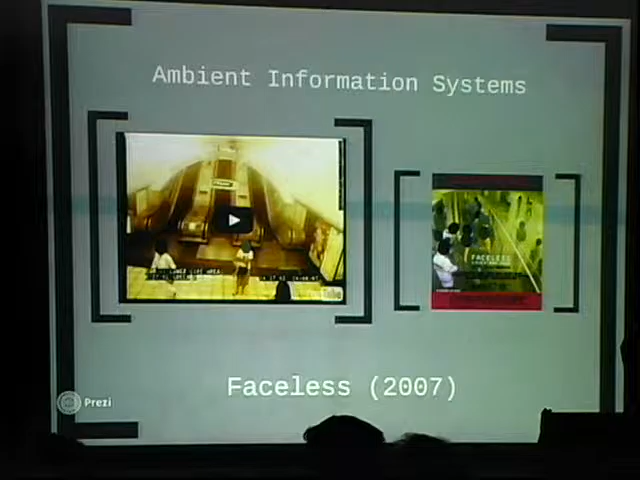 Ambient Information Systems
FACELESS
Faceless (2007)
Prezi